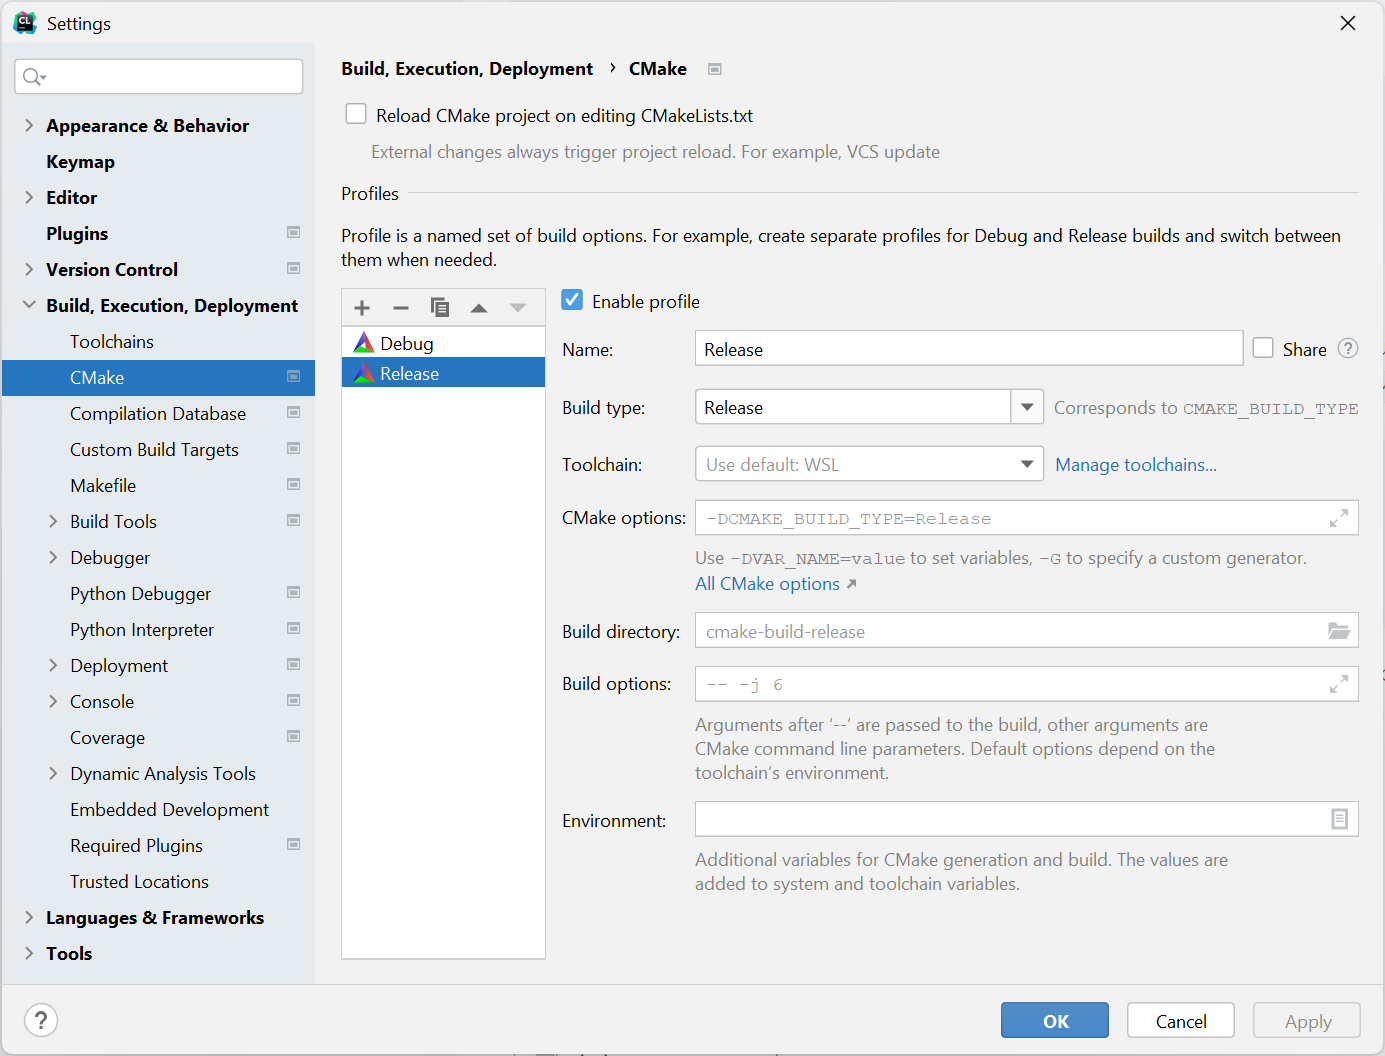 Settings
Appearance & Behavior
Keymap
Editor
Plugins
Version Control
Build, Execution, Deployment
Toolchains
CMake
Compilation Database
Custom Build Targets
Makefile
Build Tools
Debugger
Python Debugger
Python Interpreter
Deployment
Console
Coverage
Dynamic Analysis Tools
Embedded Development
Required Plugins
Trusted Locations
Languages & Frameworks
Tools
Build, Execution, Deployment › CMake
Reload CMake project on editing CMakeLists.txt
External changes always trigger project reload. For example, VCS update
Profiles
Profile is a named set of build options. For example, create separate profiles for Debug and Release builds and switch between
them when needed.
Debug
Release
Enable profile
Name: Release Share ?
Build type: Release Corresponds to CMAKE_BUILD_TYPE
Toolchain: Use default: WSL Manage toolchains...
CMake options: -DCMAKE_BUILD_TYPE=Release
Use -DVAR_NAME=value to set variables, -G to specify a custom generator.
All CMake options ↗
Build directory: cmake-build-release
Build options: -- -j 6
Arguments after ‘--’ are passed to the build, other arguments are
CMake command line parameters. Default options depend on the
toolchain’s environment.
Environment:
Additional variables for CMake generation and build. The values are
added to system and toolchain variables.
?
OK
Cancel
Apply